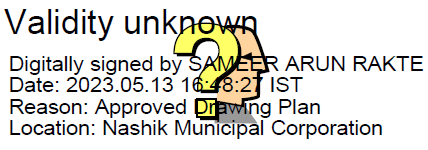 Validity unknown
Digitally signed by SAMEER ARUN RAKTE
Date: 2023.05.13 16:48:27 IST
Reason: Approved Drawing Plan
Location: Nashik Municipal Corporation